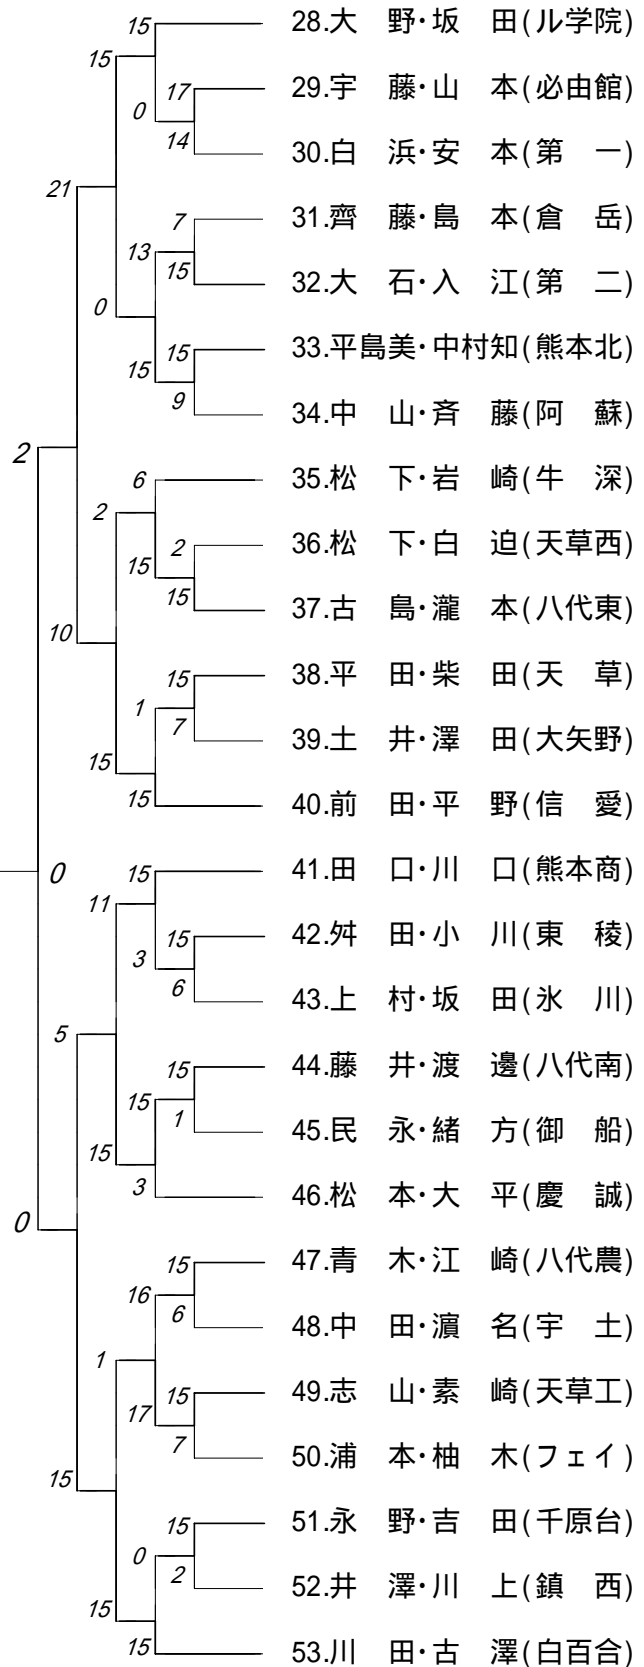 15 28.大 野・坂 田(ル学院)
15
17 29.宇 藤・山 本(必由館)
0
14 30.白 浜・安 本(第 一)
21
7 31.齊 藤・島 本(倉 岳)
13
15 32.大 石・入 江(第 二)
0
15 33.平島美・中村知(熊本北)
15
9 34.中 山・斉 藤(阿 蘇)
2
6 35.松 下・岩 崎(牛 深)
2
2 36.松 下・白 迫(天草西)
15
15 37.古 島・瀧 本(八代東)
10
15 38.平 田・柴 田(天 草)
1
7 39.土 井・澤 田(大矢野)
15
15 40.前 田・平 野(信 愛)
0
15 41.田 口・川 口(熊本商)
11
15 42.舛 田・小 川(東 稜)
3
6 43.上 村・坂 田(氷 川)
5
15 44.藤 井・渡 邊(八代南)
15
1 45.民 永・緒 方(御 船)
15
3 46.松 本・大 平(慶 誠)
0
15 47.青 木・江 崎(八代農)
16
6 48.中 田・濵 名(宇 土)
1
15 49.志 山・素 崎(天草工)
17
7 50.浦 本・柚 木(フェイ)
15
15 51.永 野・吉 田(千原台)
0
2 52.井 澤・川 上(鎮 西)
15
15 53.川 田・古 澤(白百合)